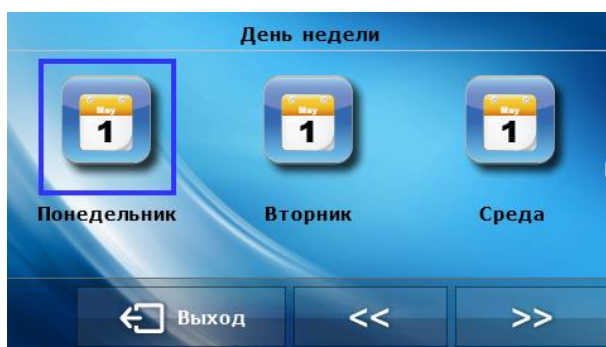 День недели
May May May
1 1 1
Понедельник Вторник Среда
Выход << >>